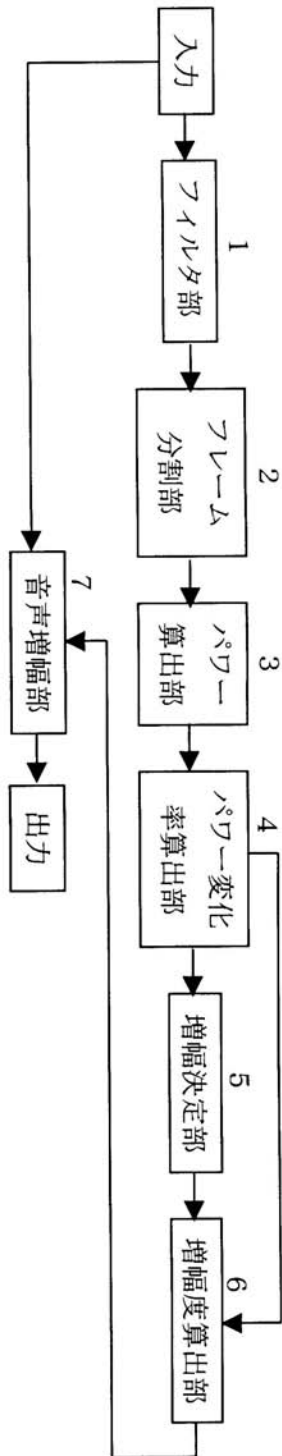 入力
1
フィルタ部
2
フレーム
分割部
3
パワー
算出部
4
パワー変化
率算出部
5
増幅決定部
6
増幅度算出部
7
音声増幅部
出力